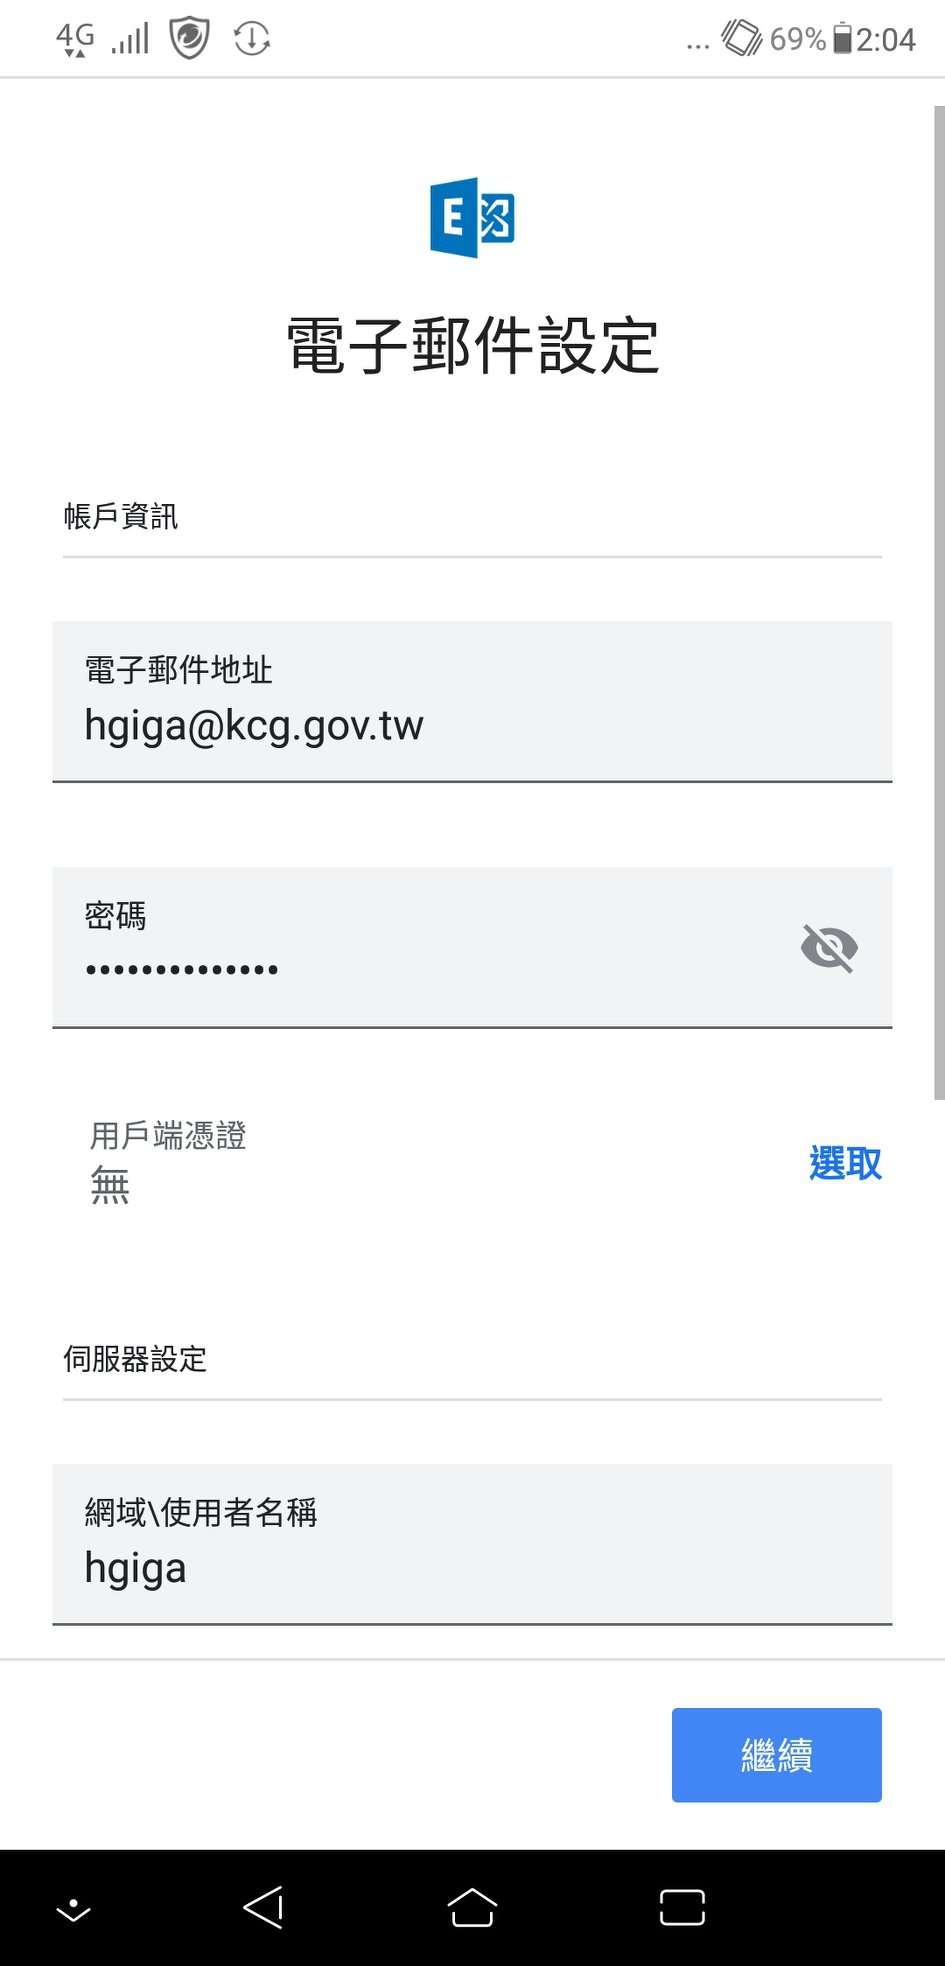 4G ... 69% 2:04
E
電子郵件設定
帳戶資訊
電子郵件地址
hgiga@kcg.gov.tw
密碼
••••••••••••••
用戶端憑證
無
選取
伺服器設定
網域\使用者名稱
hgiga
繼續